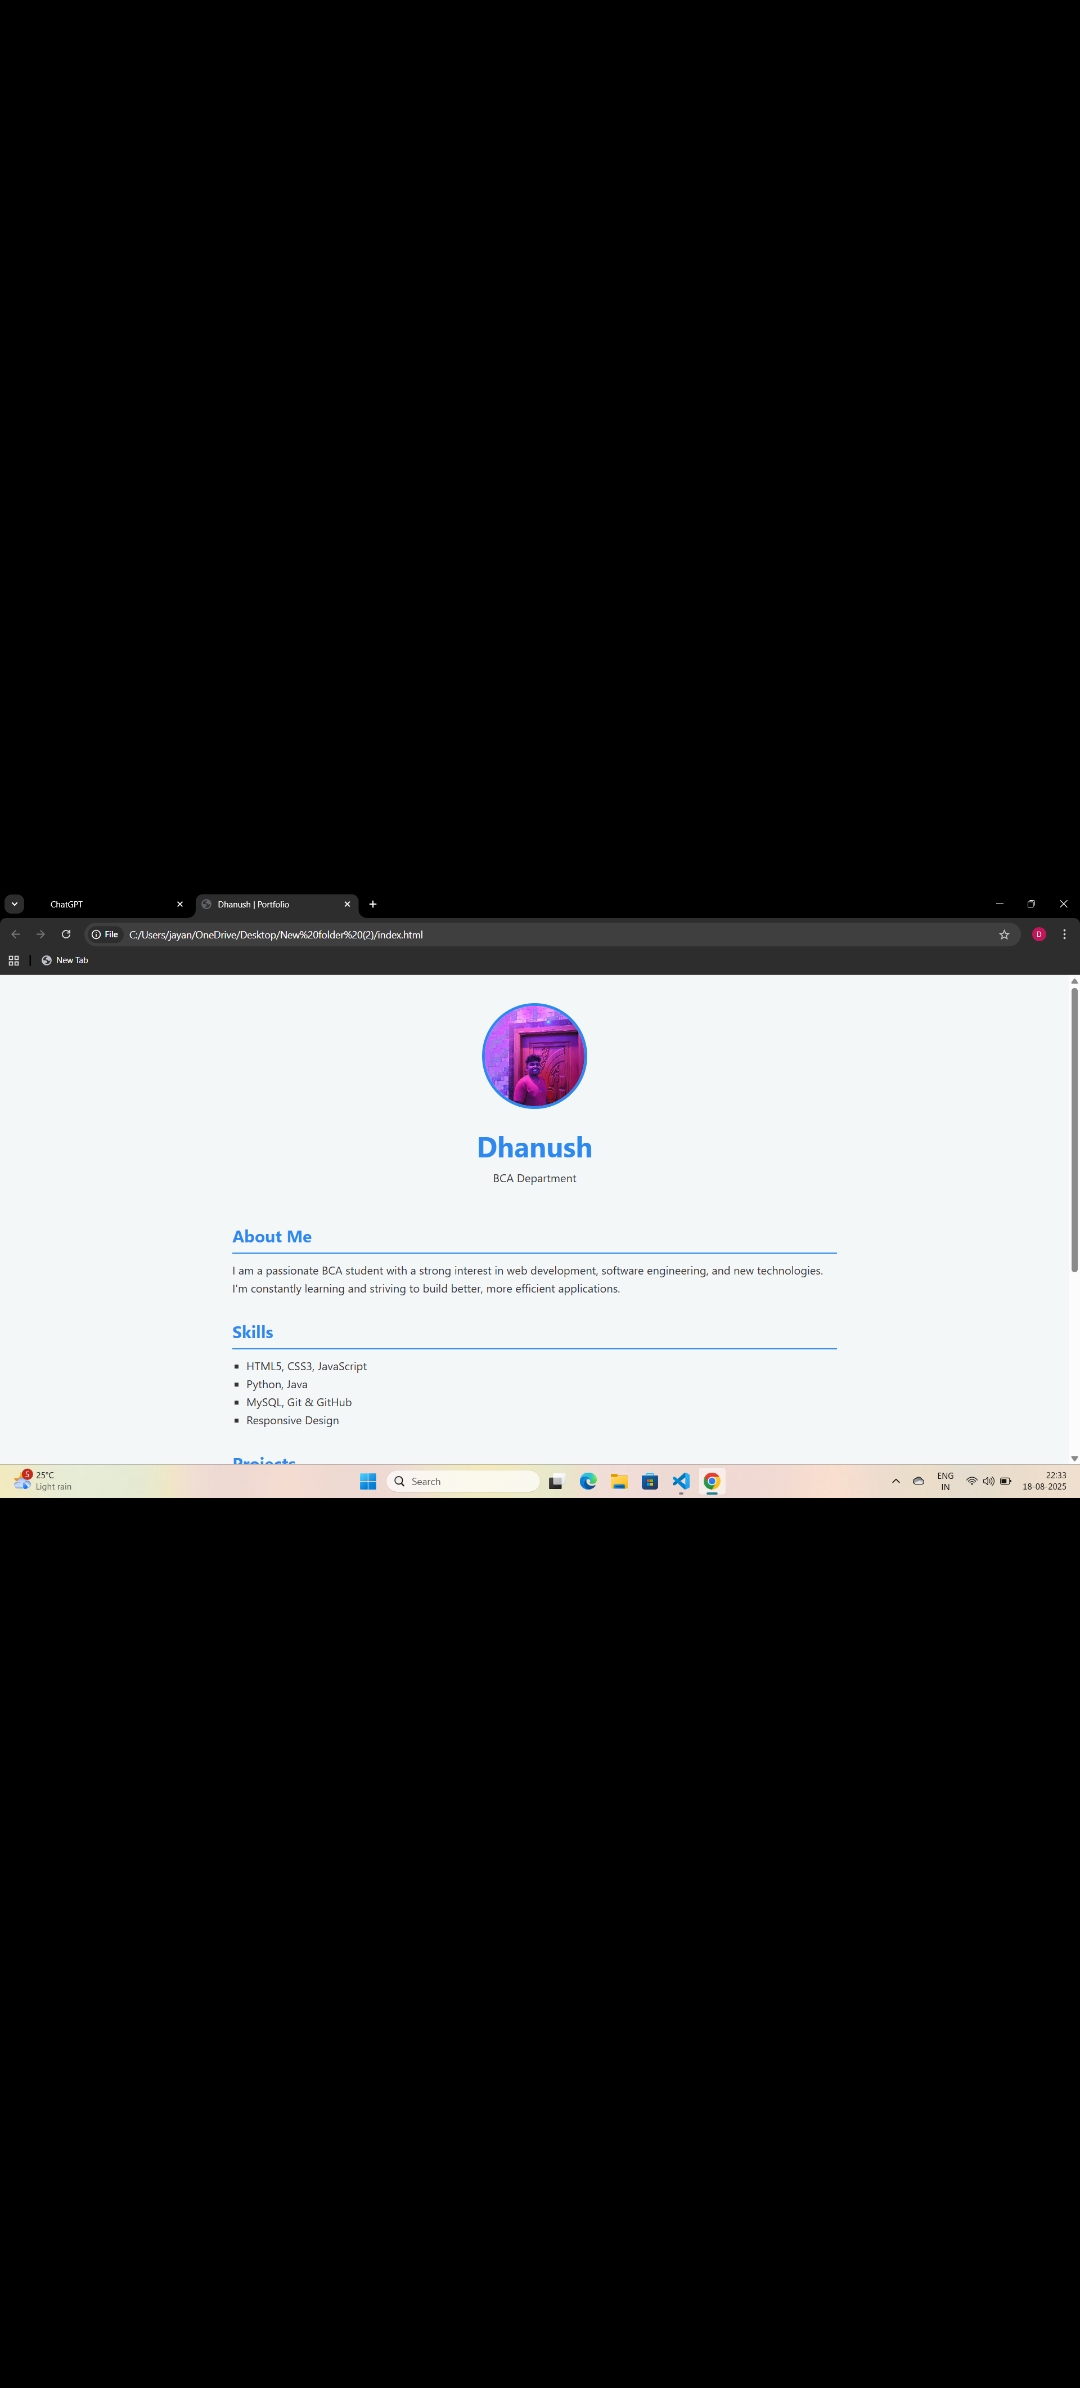 ChatGPT
Dhanush | Portfolio
File C:/Users/jayan/OneDrive/Desktop/New%20folder%20(2)/index.html
D
New Tab
Dhanush
BCA Department
About Me
I am a passionate BCA student with a strong interest in web development, software engineering, and new technologies.
I'm constantly learning and striving to build better, more efficient applications.
Skills
HTML5, CSS3, JavaScript
Python, Java
MySQL, Git & GitHub
Responsive Design
Projects
5
25°C
Light rain
Search
ENG
IN
22:33
18-08-2025